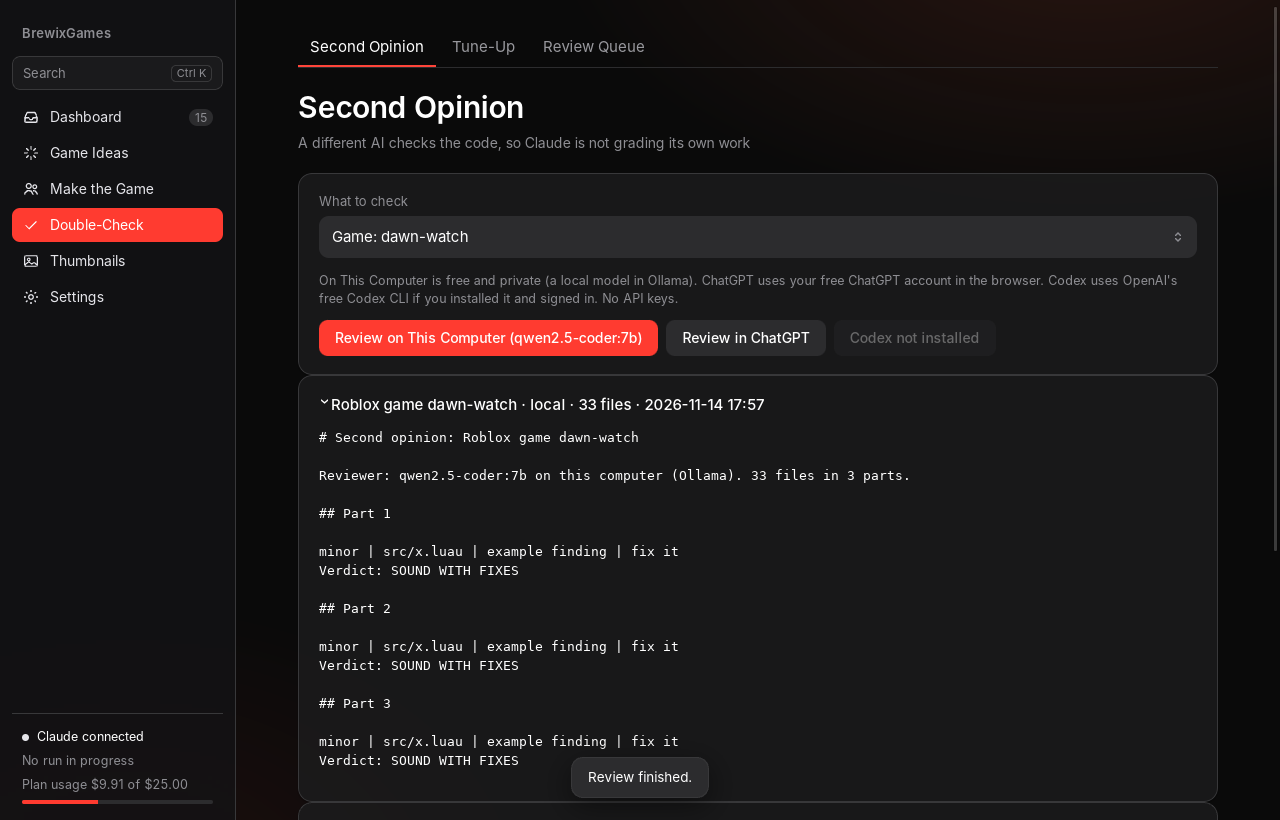 BrewixGames
Search
Ctrl K
Dashboard
15
Game Ideas
Make the Game
Double-Check
Thumbnails
Settings
Claude connected
No run in progress
Plan usage $9.91 of $25.00
Second Opinion
Tune-Up
Review Queue
Second Opinion
A different AI checks the code, so Claude is not grading its own work
What to check
Game: dawn-watch
On This Computer is free and private (a local model in Ollama). ChatGPT uses your free ChatGPT account in the browser. Codex uses OpenAI's
free Codex CLI if you installed it and signed in. No API keys.
Review on This Computer (qwen2.5-coder:7b)
Review in ChatGPT
Codex not installed
Roblox game dawn-watch · local · 33 files · 2026-11-14 17:57
# Second opinion: Roblox game dawn-watch
Reviewer: qwen2.5-coder:7b on this computer (Ollama). 33 files in 3 parts.
## Part 1
minor | src/x.luau | example finding | fix it
Verdict: SOUND WITH FIXES
## Part 2
minor | src/x.luau | example finding | fix it
Verdict: SOUND WITH FIXES
## Part 3
minor | src/x.luau | example finding | fix it
Verdict: SOUND WITH FIXES
Review finished.